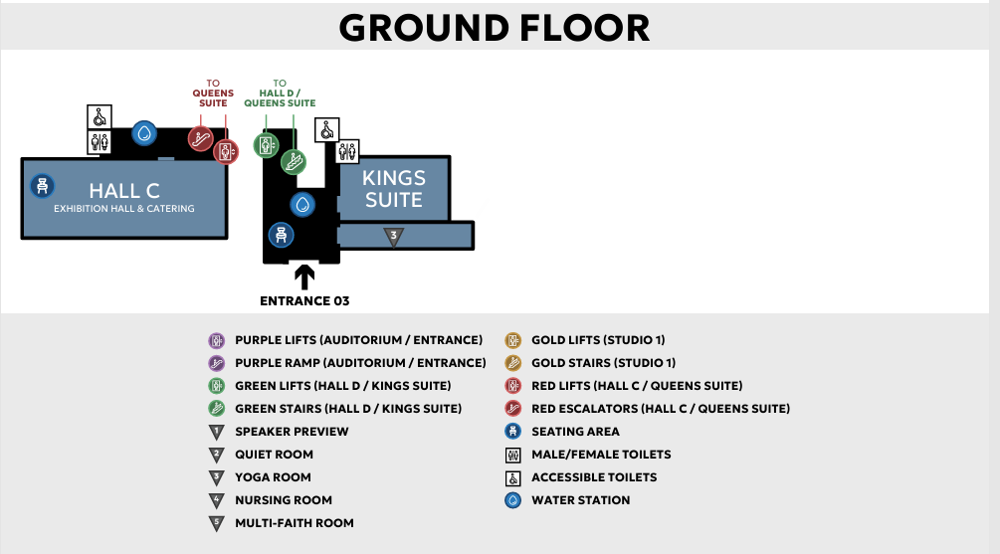 GROUND FLOOR
TO
QUEENS
SUITE
TO
HALL D /
QUEENS SUITE
HALL C
EXHIBITION HALL & CATERING
KINGS
SUITE
3
ENTRANCE 03
PURPLE LIFTS (AUDITORIUM / ENTRANCE)
PURPLE RAMP (AUDITORIUM / ENTRANCE)
GREEN LIFTS (HALL D / KINGS SUITE)
GREEN STAIRS (HALL D / KINGS SUITE)
1 SPEAKER PREVIEW
2 QUIET ROOM
3 YOGA ROOM
4 NURSING ROOM
5 MULTI-FAITH ROOM
GOLD LIFTS (STUDIO 1)
GOLD STAIRS (STUDIO 1)
RED LIFTS (HALL C / QUEENS SUITE)
RED ESCALATORS (HALL C / QUEENS SUITE)
SEATING AREA
MALE/FEMALE TOILETS
ACCESSIBLE TOILETS
WATER STATION